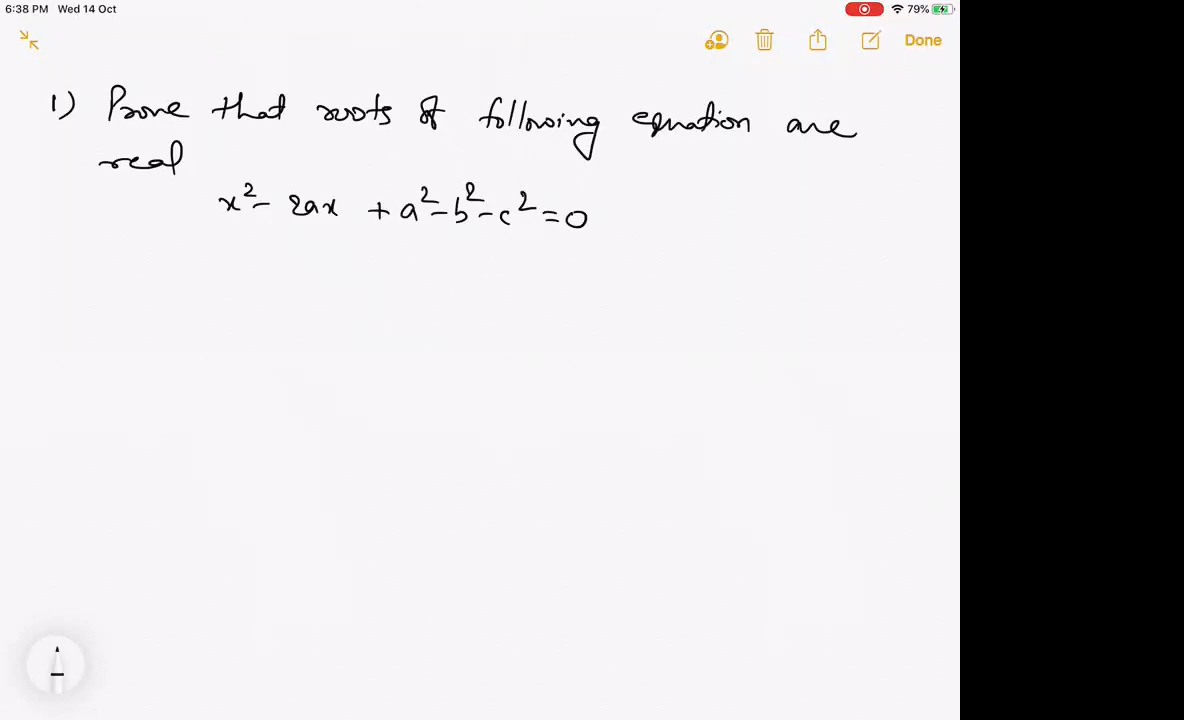 6:38 PM Wed 14 Oct
79%
Done
1) Prove that roots of following equation are
real
x² - 2ax + a² - b² - c² = 0